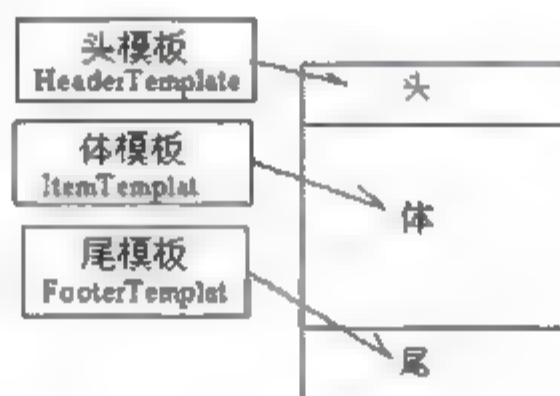 头模板
HeaderTemplate
头
体模板
ItemTemplat
体
尾模板
FooterTemplat
尾